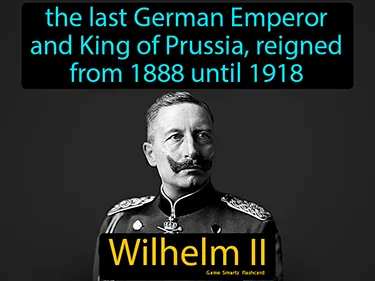 the last German Emperor
and King of Prussia, reigned
from 1888 until 1918
Wilhelm II
Game Smartz flashcard